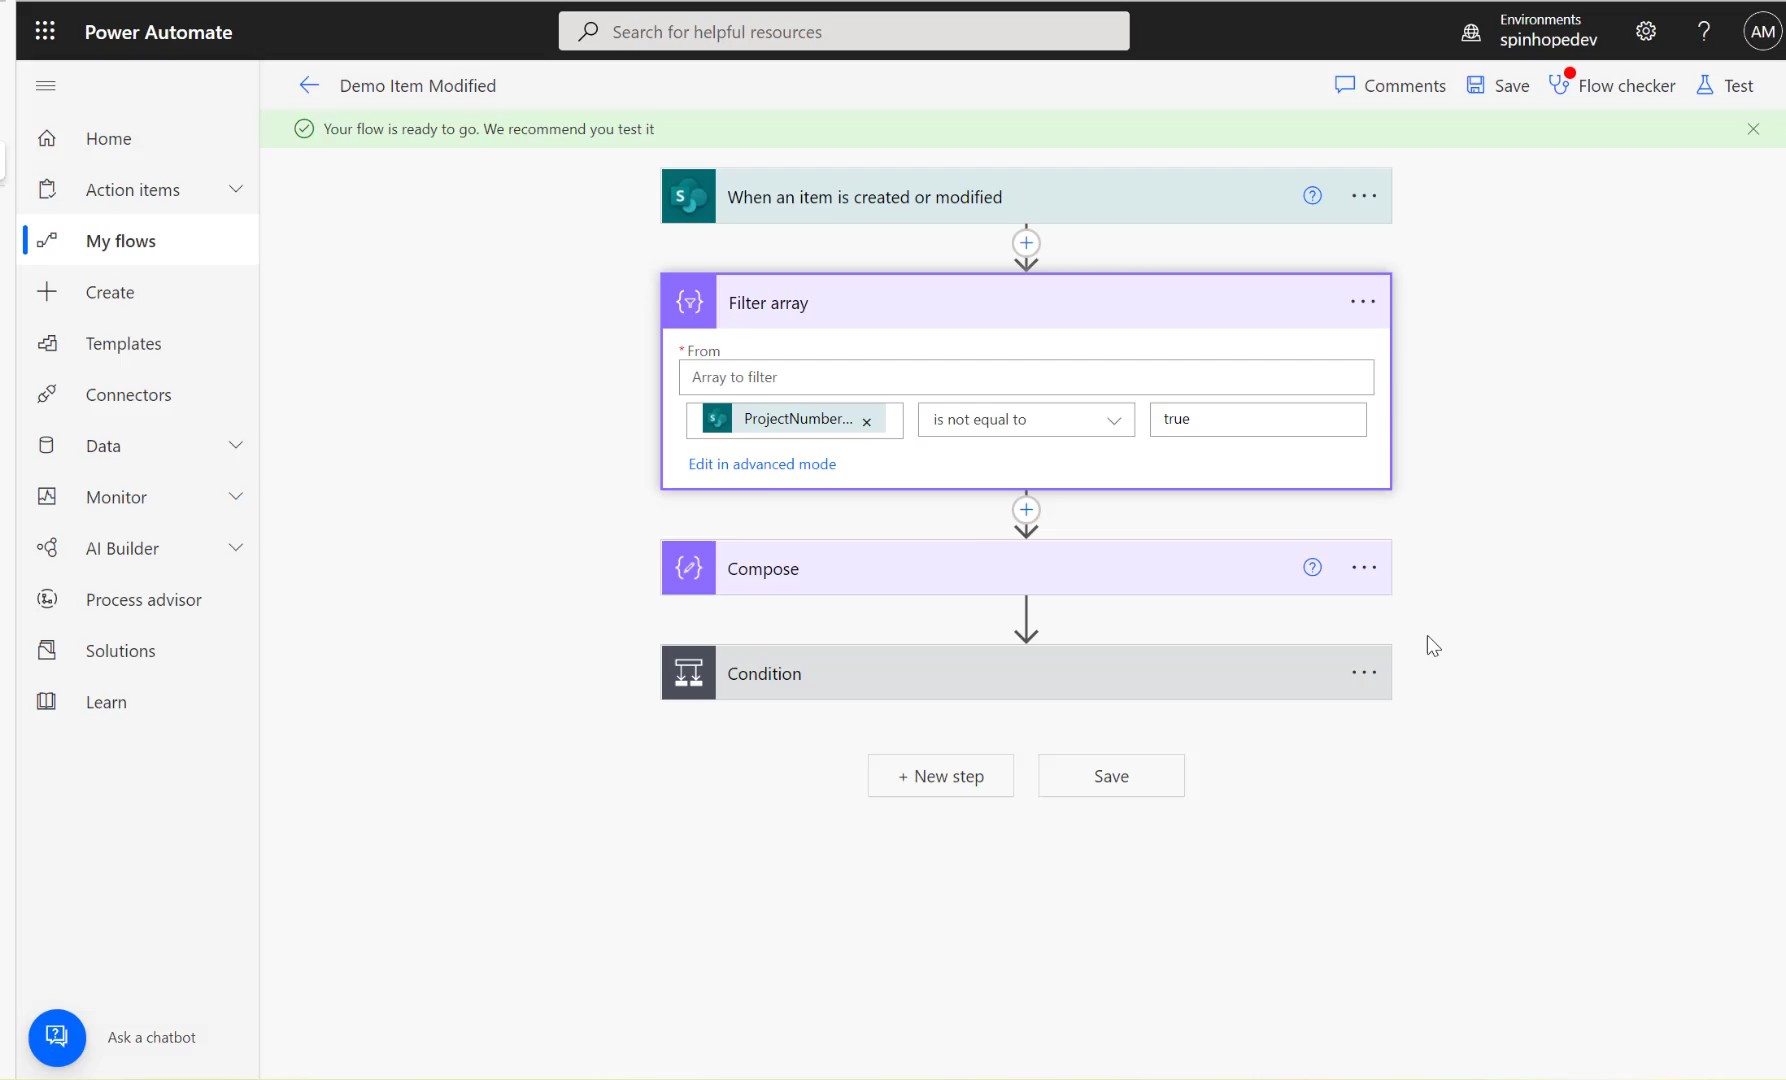 Power Automate
Search for helpful resources
Environments
spinhopedev
?
AM
Demo Item Modified
Comments
Save
Flow checker
Test
Your flow is ready to go. We recommend you test it
Home
Action items
My flows
Create
Templates
Connectors
Data
Monitor
AI Builder
Process advisor
Solutions
Learn
Ask a chatbot
S
When an item is created or modified
?
Filter array
* From
Array to filter
S
ProjectNumber...
is not equal to
true
Edit in advanced mode
Compose
?
Condition
+ New step
Save